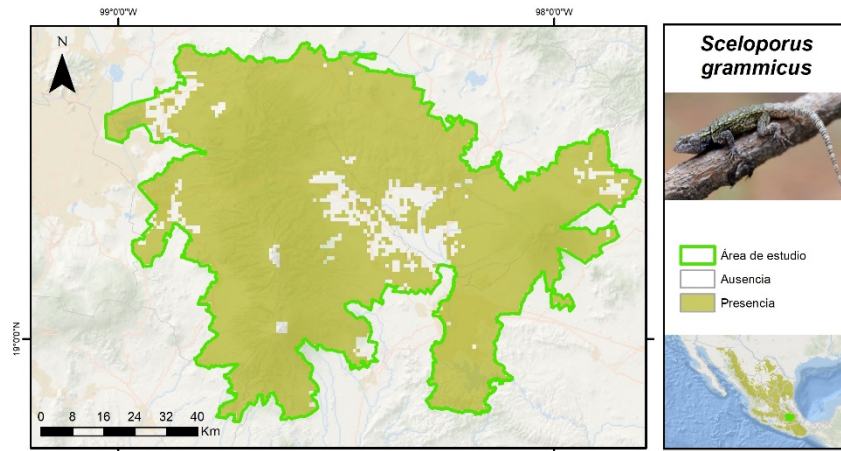 99°0'0"W
98°0'0"W
N
19°0'0"N
0 8 16 24 32 40
Km
Sceloporus
grammicus
Área de estudio
Ausencia
Presencia